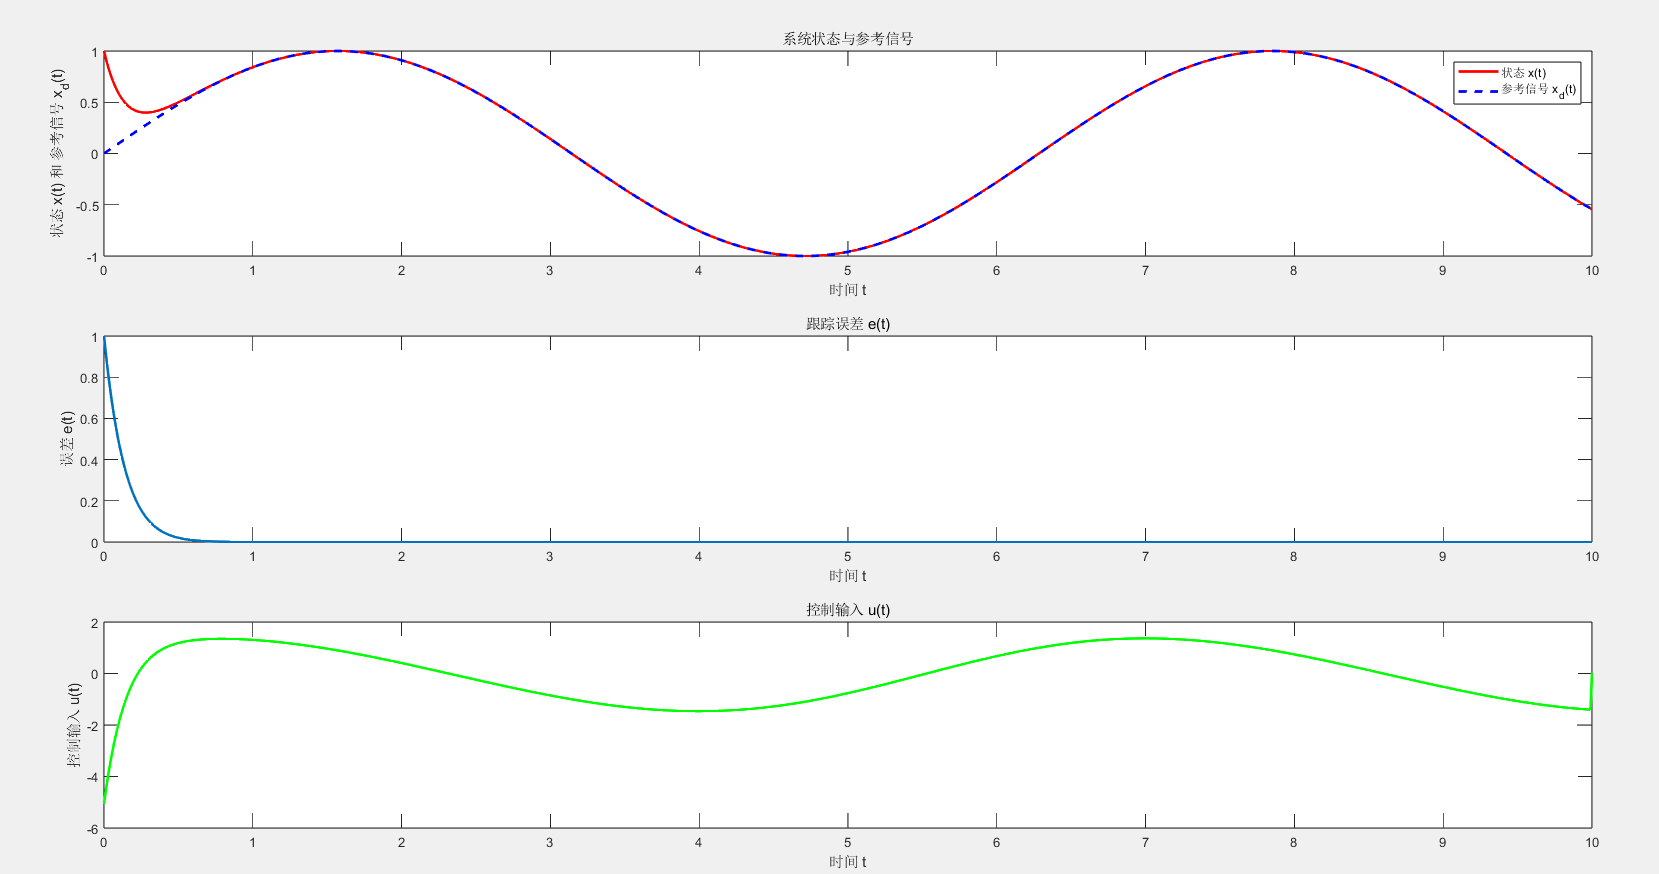 系统状态与参考信号
状态 x(t) 和 参考信号 x_d(t)
1
0.5
0
-0.5
-1
状态 x(t)
参考信号 x_d(t)
0 1 2 3 4 5 6 7 8 9 10
时间 t
跟踪误差 e(t)
误差 e(t)
1
0.8
0.6
0.4
0.2
0
0 1 2 3 4 5 6 7 8 9 10
时间 t
控制输入 u(t)
控制输入 u(t)
2
0
-2
-4
-6
0 1 2 3 4 5 6 7 8 9 10
时间 t